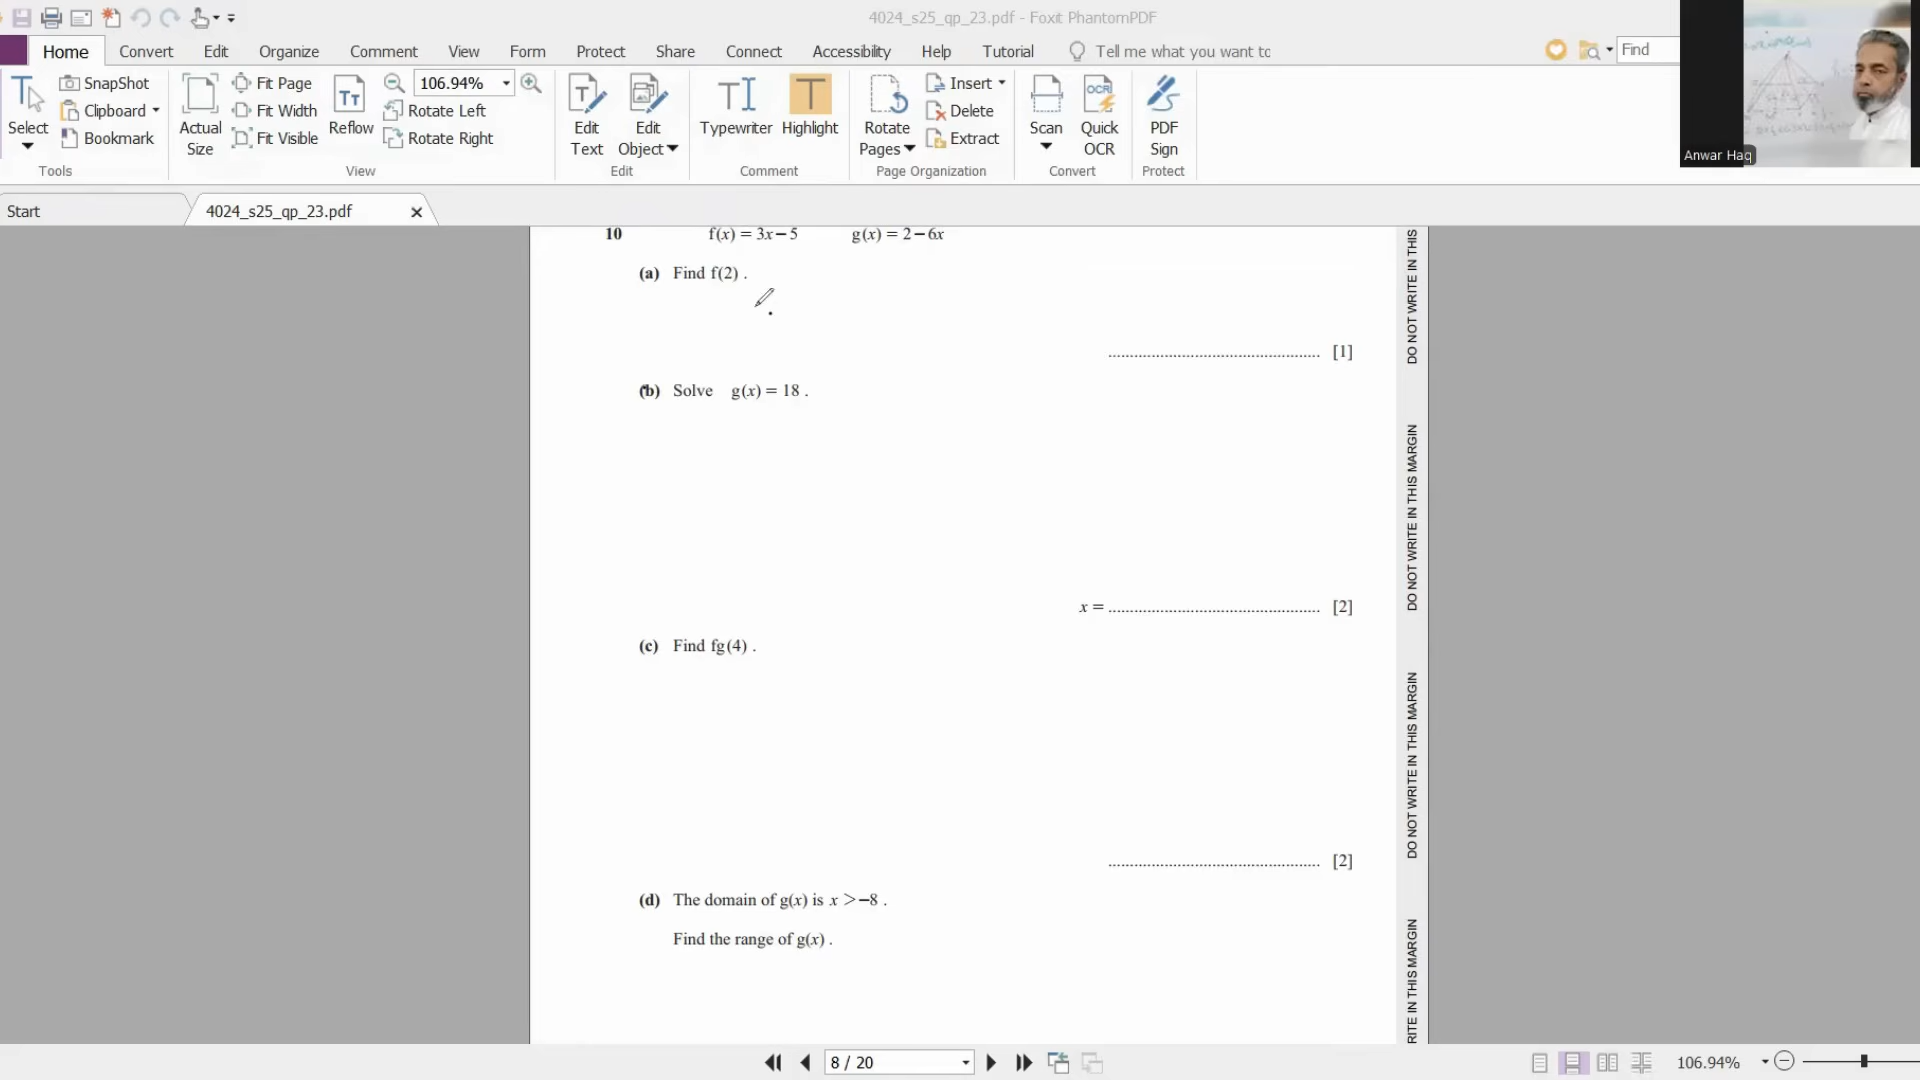 4024_s25_qp_23.pdf - Foxit PhantomPDF
Home Convert Edit Organize Comment View Form Protect Share Connect Accessibility Help Tutorial Tell me what you want to Find
Select
Tools
SnapShot
Clipboard
Bookmark
Actual Size
Fit Page
Fit Width
Fit Visible
Reflow
106.94%
Rotate Left
Rotate Right
View
Edit Text
Edit Object
Edit
Typewriter
Highlight
Comment
Rotate Pages
Insert
Delete
Extract
Page Organization
Scan
Quick OCR
Convert
PDF Sign
Protect
Anwar Haq
Start
4024_s25_qp_23.pdf
10 f(x) = 3x − 5 g(x) = 2 − 6x
(a) Find f(2) .
.................................................. [1]
(b) Solve g(x) = 18 .
x = .................................................. [2]
(c) Find fg(4) .
.................................................. [2]
(d) The domain of g(x) is x > −8 .
Find the range of g(x) .
DO NOT WRITE IN THIS
DO NOT WRITE IN THIS MARGIN
DO NOT WRITE IN THIS MARGIN
RITE IN THIS MARGIN
8 / 20
106.94%